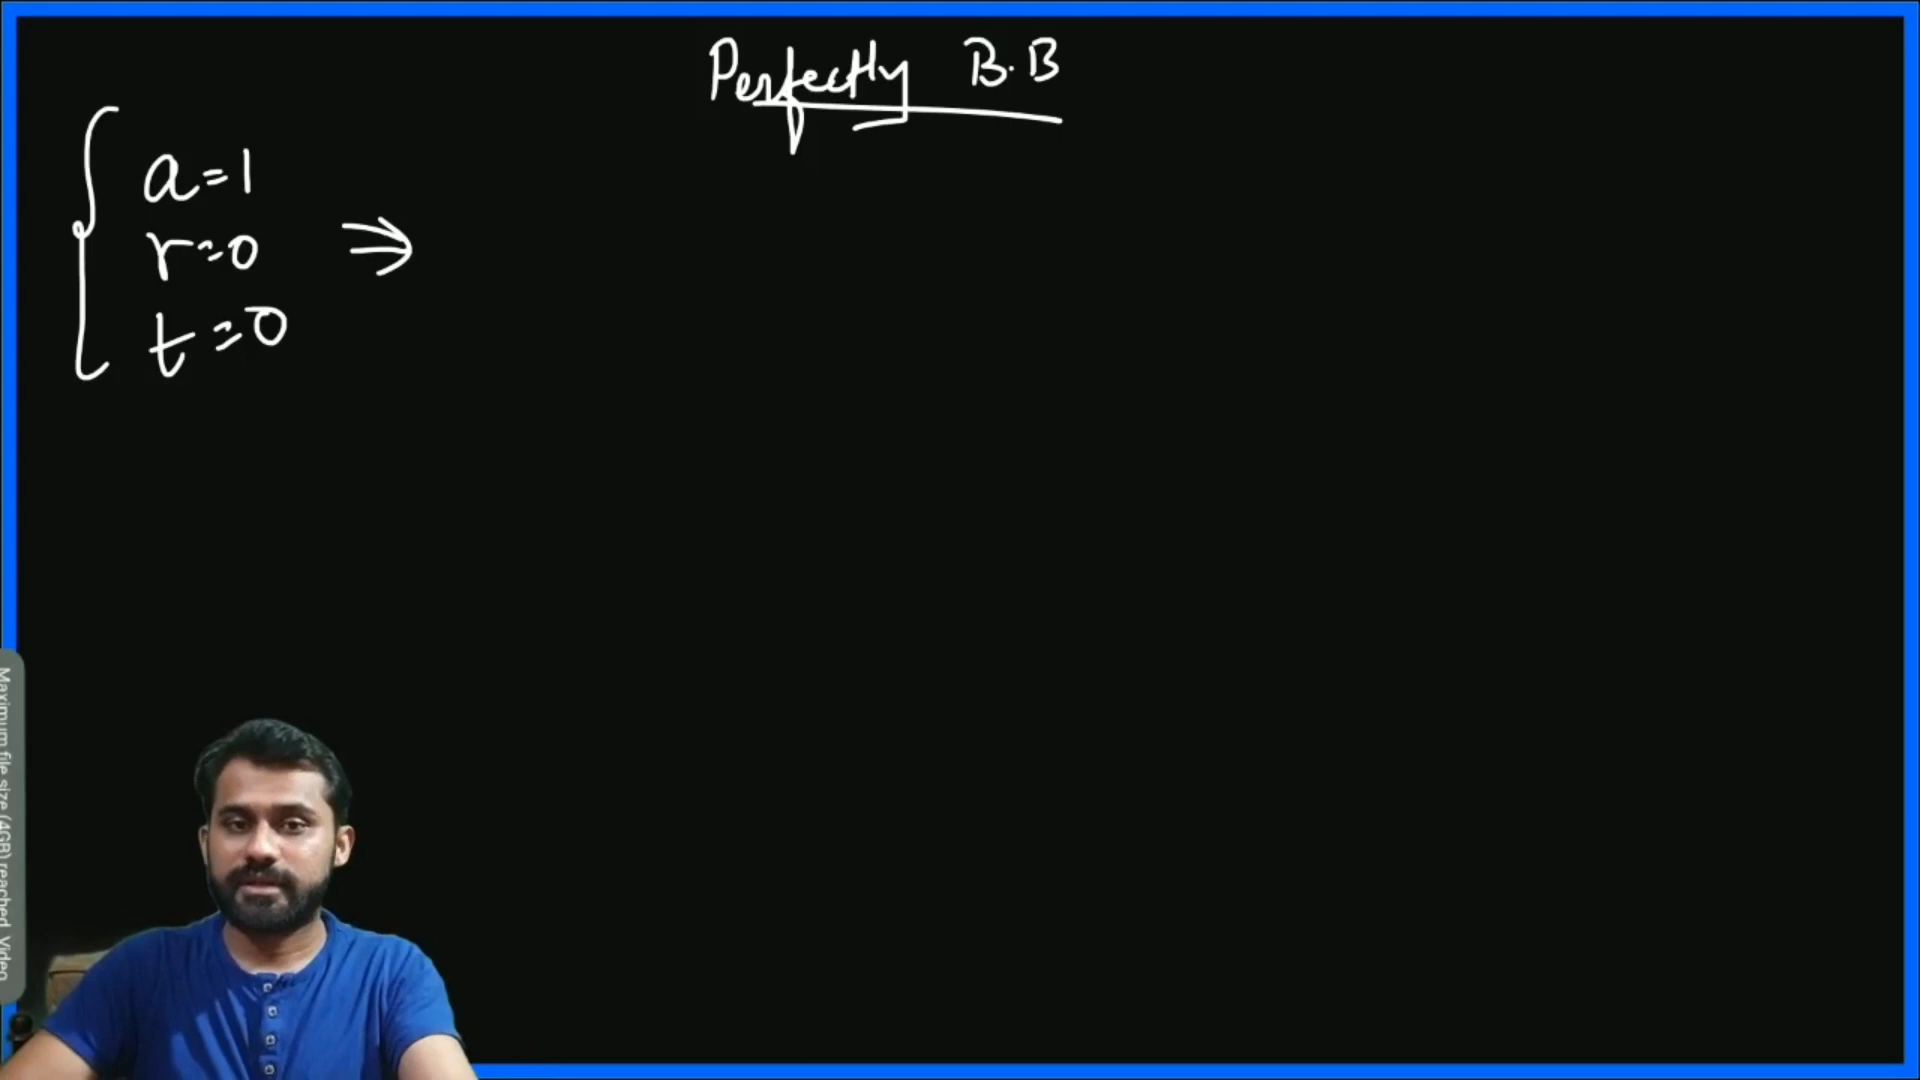 Perfectly B.B
a=1
r=0 ⇒
t=0
Maximum file size (4GB) reached. Video